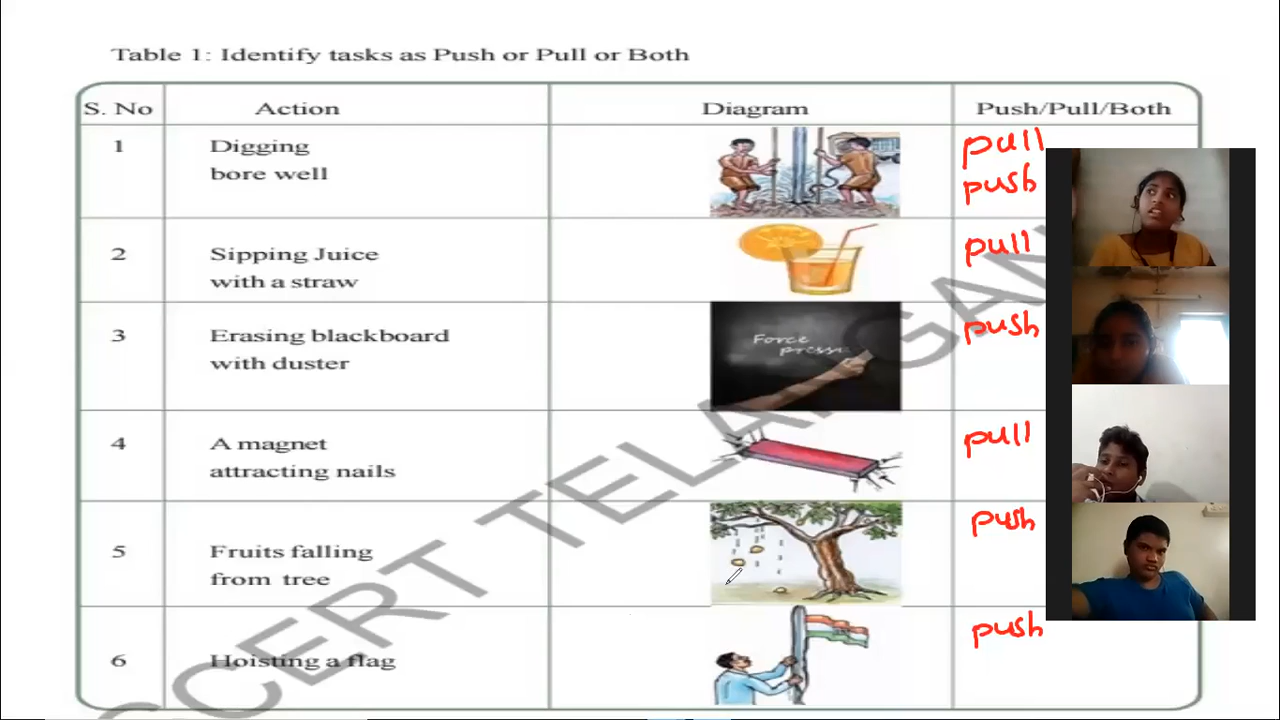 Table 1: Identify tasks as Push or Pull or Both
S. No Action Diagram Push/Pull/Both
1 Digging bore well pull push
2 Sipping Juice with a straw pull
3 Erasing blackboard with duster Force press push
4 A magnet attracting nails pull
5 Fruits falling from tree push
6 Hoisting a flag push
SCERT TELANGANA